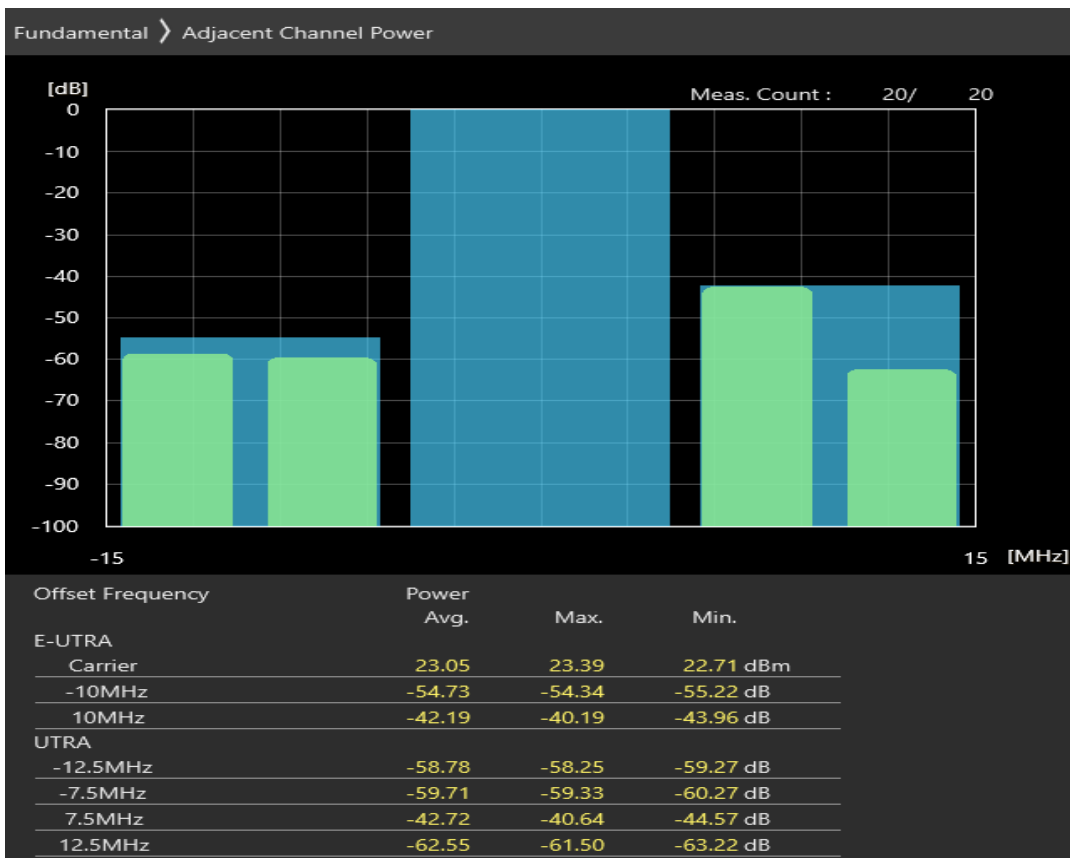 Fundamental 〉 Adjacent Channel Power
[dB]
Meas. Count : 20/ 20
0
-10
-20
-30
-40
-50
-60
-70
-80
-90
-100
-15 15 [MHz]
Offset Frequency Power
Avg. Max. Min.
E-UTRA
Carrier 23.05 23.39 22.71 dBm
-10MHz -54.73 -54.34 -55.22 dB
10MHz -42.19 -40.19 -43.96 dB
UTRA
-12.5MHz -58.78 -58.25 -59.27 dB
-7.5MHz -59.71 -59.33 -60.27 dB
7.5MHz -42.72 -40.64 -44.57 dB
12.5MHz -62.55 -61.50 -63.22 dB